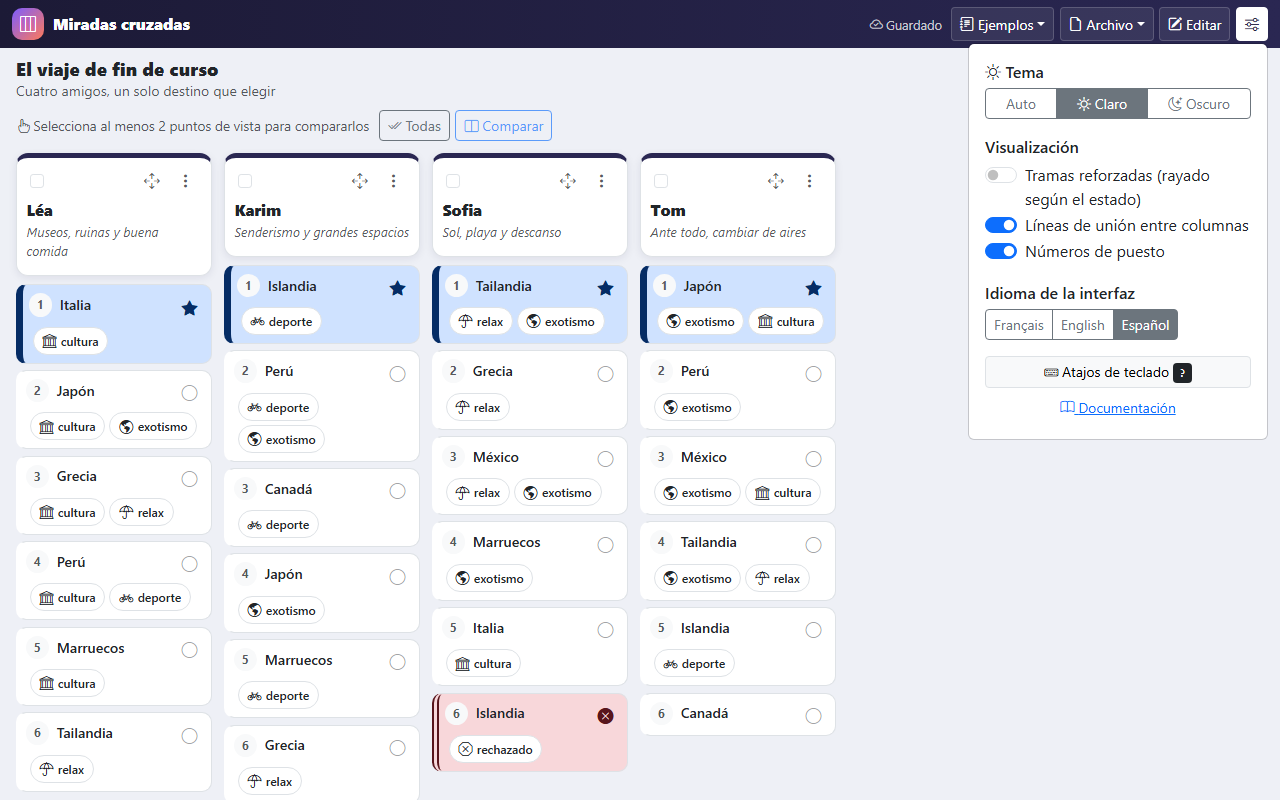 Miradas cruzadas
Guardado
Ejemplos
Archivo
Editar
El viaje de fin de curso
Cuatro amigos, un solo destino que elegir
Selecciona al menos 2 puntos de vista para compararlos
Todas
Comparar
Léa
Museos, ruinas y buena
comida
1 Italia
cultura
2 Japón
cultura exotismo
3 Grecia
cultura relax
4 Perú
cultura deporte
5 Marruecos
cultura
6 Tailandia
relax
Karim
Senderismo y grandes espacios
1 Islandia
deporte
2 Perú
deporte
exotismo
3 Canadá
deporte
4 Japón
exotismo
5 Marruecos
deporte
6 Grecia
relax
Sofia
Sol, playa y descanso
1 Tailandia
relax exotismo
2 Grecia
relax
3 México
relax exotismo
4 Marruecos
exotismo
5 Italia
cultura
6 Islandia
rechazado
Tom
Ante todo, cambiar de aires
1 Japón
exotismo cultura
2 Perú
exotismo
3 México
exotismo cultura
4 Tailandia
exotismo relax
5 Islandia
deporte
6 Canadá
Tema
Auto Claro Oscuro
Visualización
Tramas reforzadas (rayado
según el estado)
Líneas de unión entre columnas
Números de puesto
Idioma de la interfaz
Français English Español
Atajos de teclado ?
Documentación